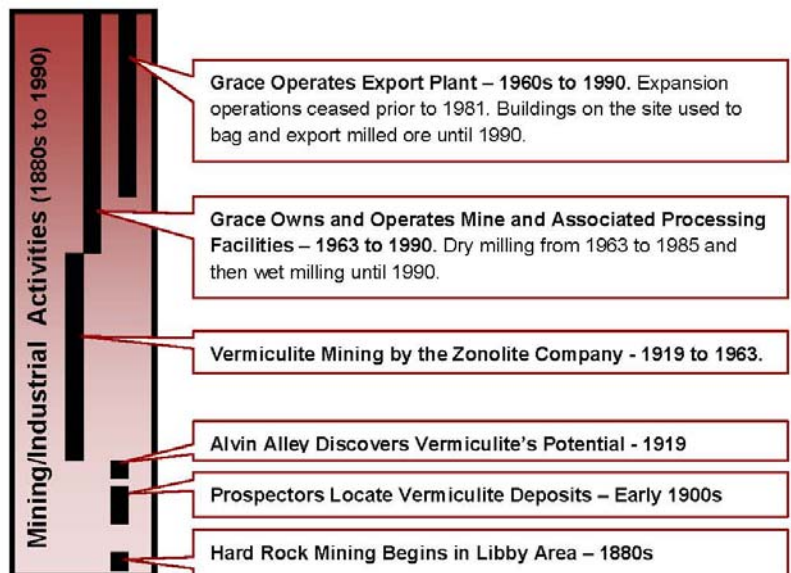 Mining/Industrial Activities (1880s to 1990)
Grace Operates Export Plant – 1960s to 1990. Expansion
operations ceased prior to 1981. Buildings on the site used to
bag and export milled ore until 1990.
Grace Owns and Operates Mine and Associated Processing
Facilities – 1963 to 1990. Dry milling from 1963 to 1985 and
then wet milling until 1990.
Vermiculite Mining by the Zonolite Company - 1919 to 1963.
Alvin Alley Discovers Vermiculite's Potential - 1919
Prospectors Locate Vermiculite Deposits – Early 1900s
Hard Rock Mining Begins in Libby Area – 1880s